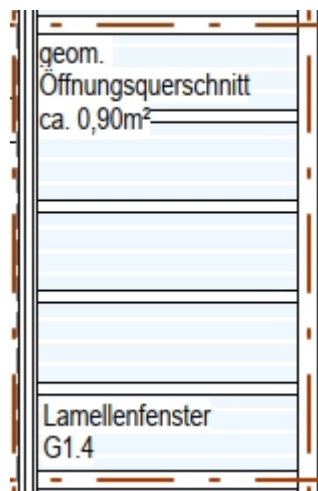 geom.
Öffnungsquerschnitt
ca. 0,90m²
Lamellenfenster
G1.4